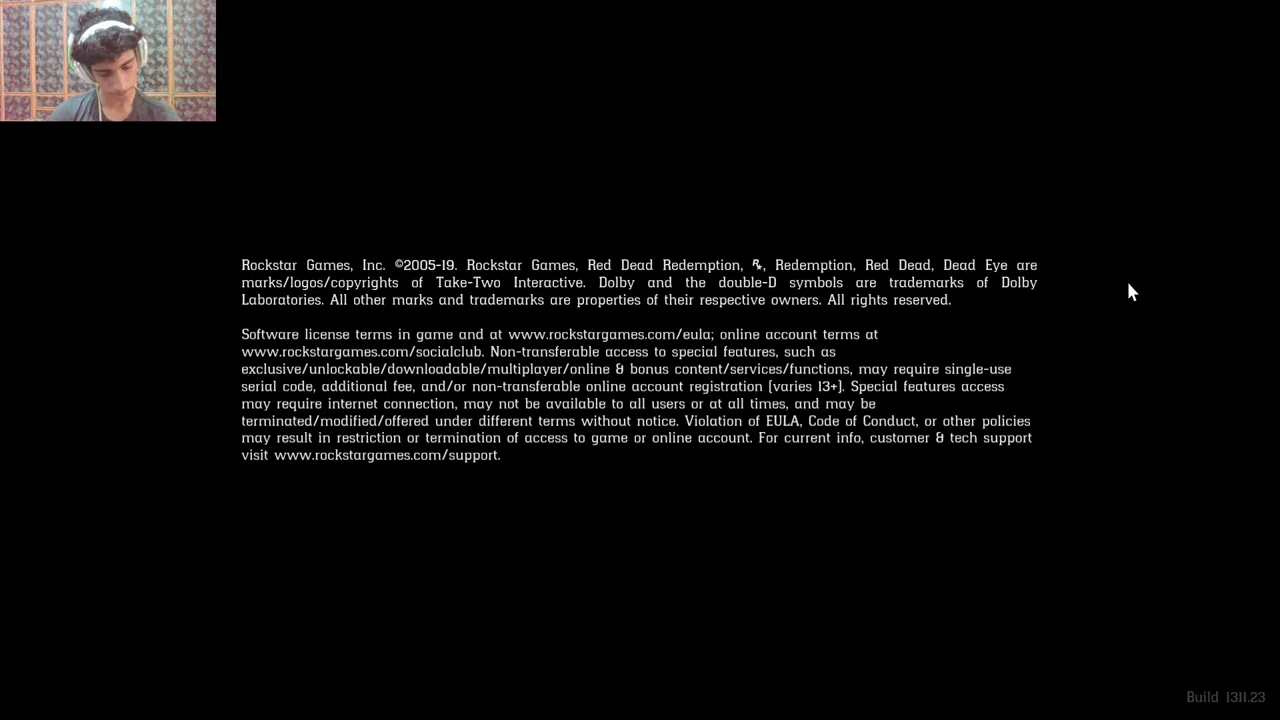 Rockstar Games, Inc. ©2005-19. Rockstar Games, Red Dead Redemption, , Redemption, Red Dead, Dead Eye are
marks/logos/copyrights of Take-Two Interactive. Dolby and the double-D symbols are trademarks of Dolby
Laboratories. All other marks and trademarks are properties of their respective owners. All rights reserved.
Software license terms in game and at www.rockstargames.com/eula; online account terms at
www.rockstargames.com/socialclub. Non-transferable access to special features, such as
exclusive/unlockable/downloadable/multiplayer/online & bonus content/services/functions, may require single-use
serial code, additional fee, and/or non-transferable online account registration [varies 13+]. Special features access
may require internet connection, may not be available to all users or at all times, and may be
terminated/modified/offered under different terms without notice. Violation of EULA, Code of Conduct, or other policies
may result in restriction or termination of access to game or online account. For current info, customer & tech support
visit www.rockstargames.com/support.
Build 1311.23